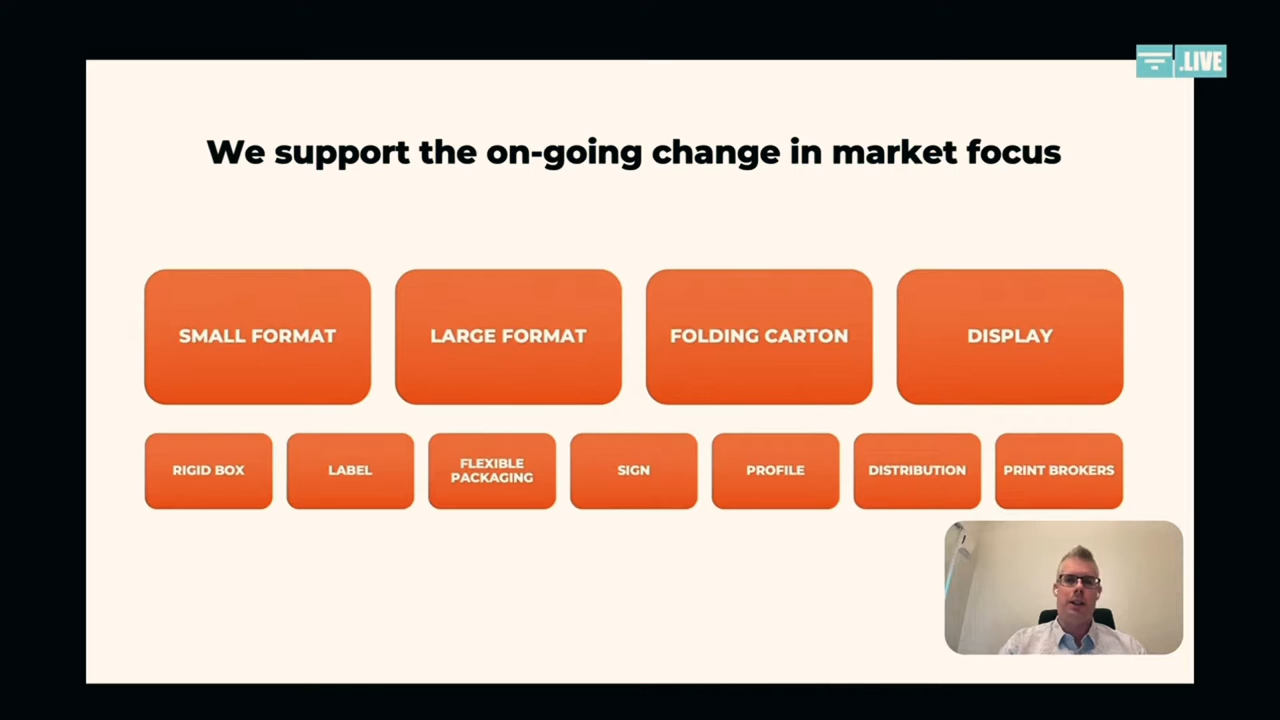 .LIVE
We support the on-going change in market focus
SMALL FORMAT
LARGE FORMAT
FOLDING CARTON
DISPLAY
RIGID BOX
LABEL
FLEXIBLE
PACKAGING
SIGN
PROFILE
DISTRIBUTION
PRINT BROKERS